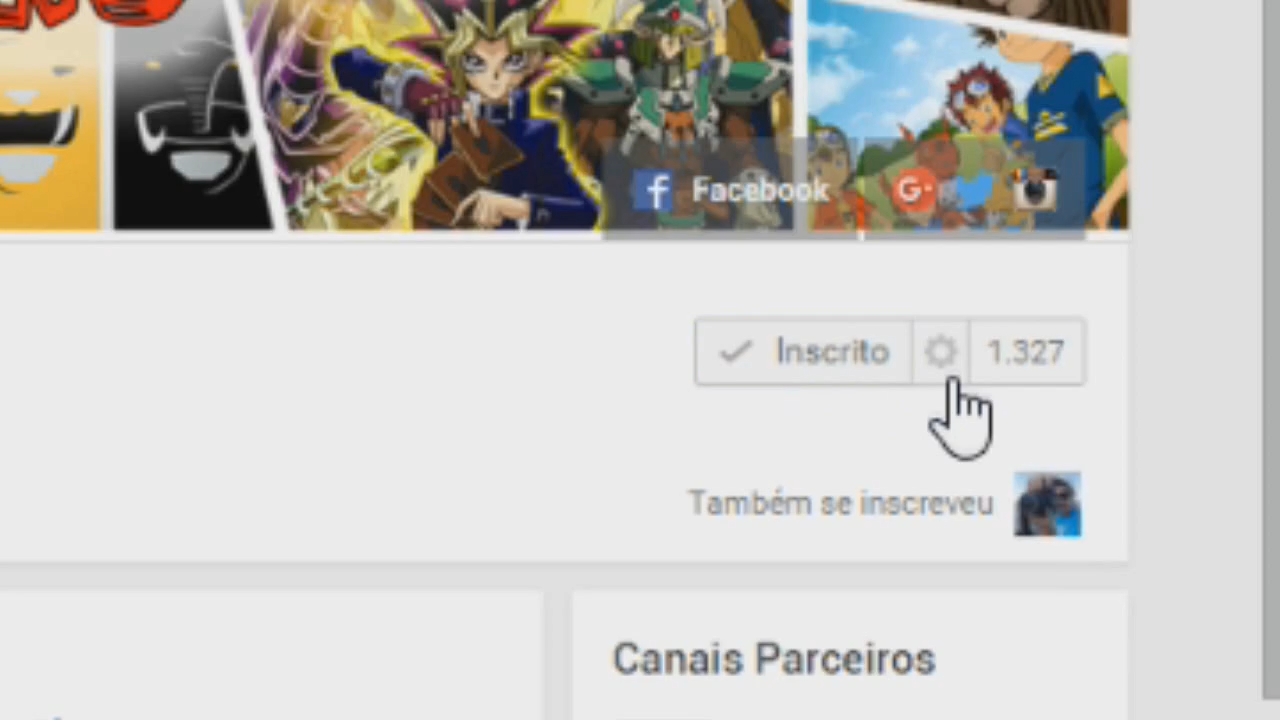 Facebook
G+
Inscrito 1.327
Também se inscreveu
Canais Parceiros